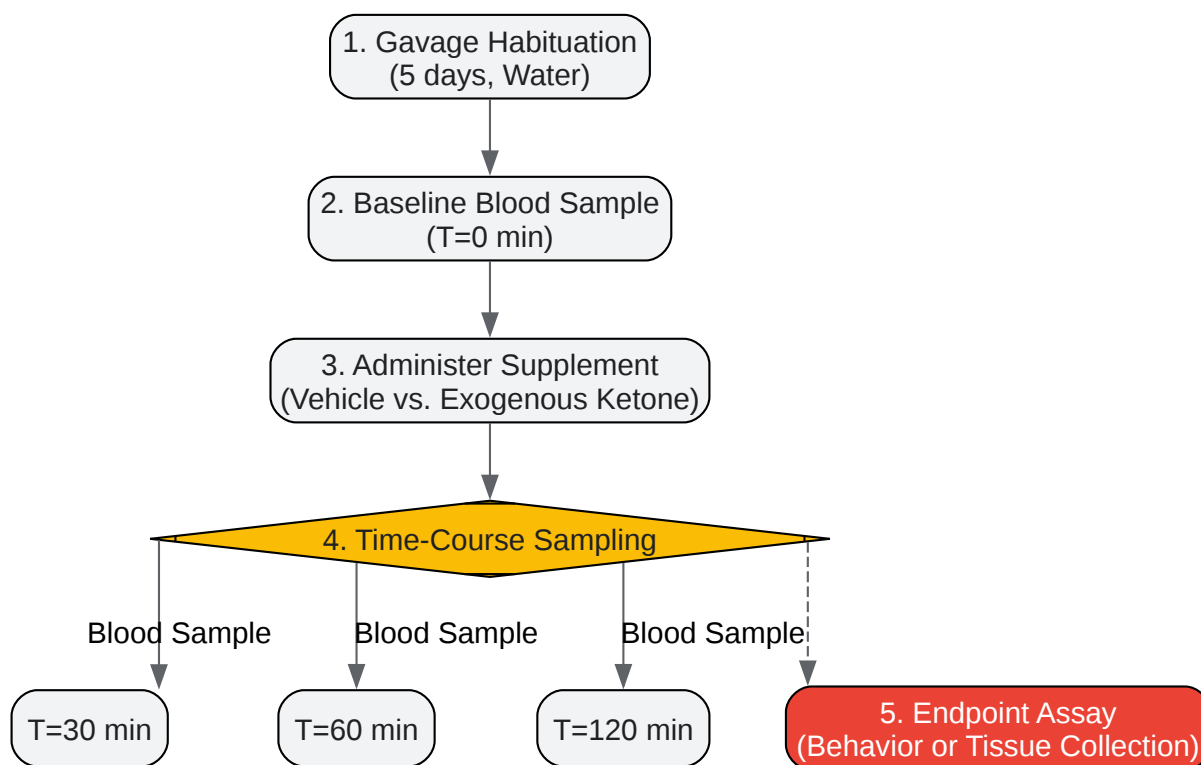 1. Gavage Habituation
(5 days, Water)
2. Baseline Blood Sample
(T=0 min)
3. Administer Supplement
(Vehicle vs. Exogenous Ketone)
4. Time-Course Sampling
Blood Sample
Blood Sample
Blood Sample
T=30 min
T=60 min
T=120 min
5. Endpoint Assay
(Behavior or Tissue Collection)